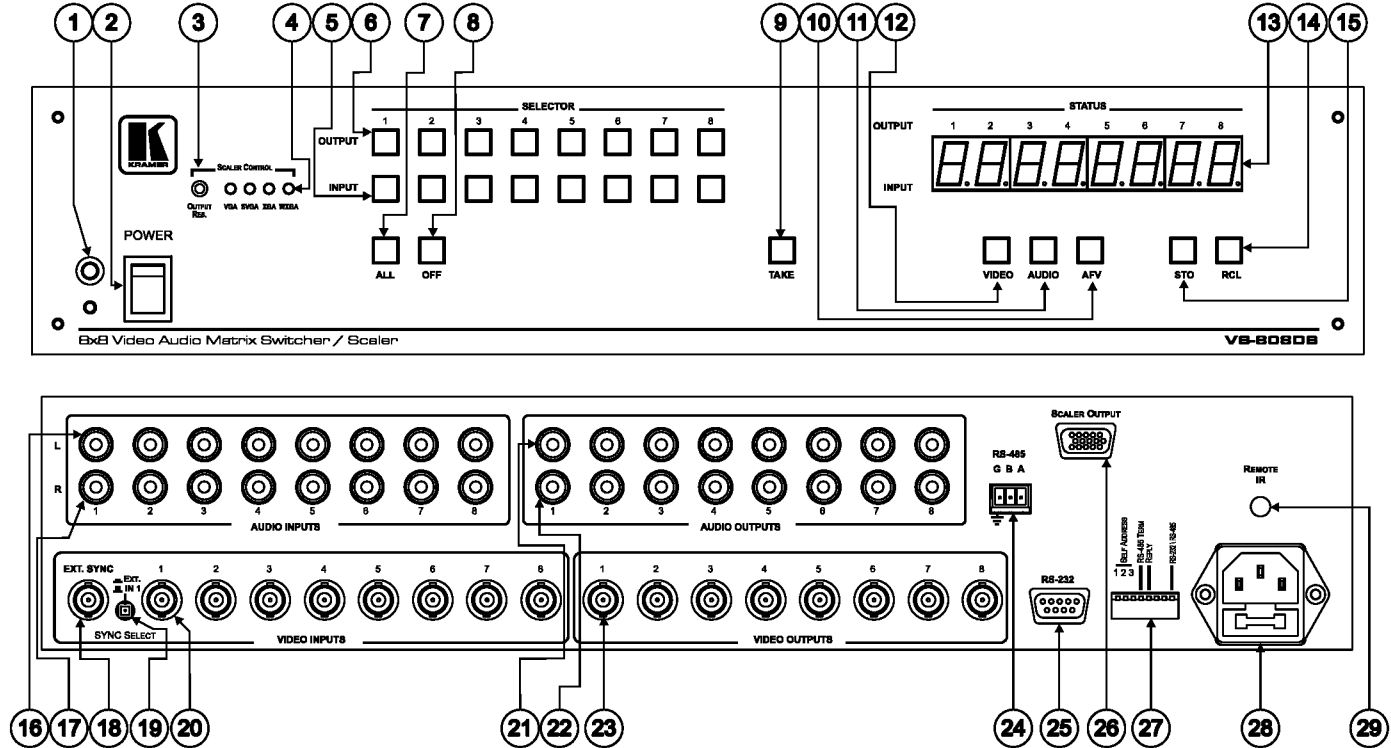 1 2 3 4 5 6 7 8 9 10 11 12 13 14 15
SELECTOR
1 2 3 4 5 6 7 8
OUTPUT
INPUT
STATUS
OUTPUT 1 2 3 4 5 6 7 8
INPUT
K
KRAMER
SCALER CONTROL
OUTPUT RES.
VGA SVGA XGA WXGA
POWER
ALL OFF TAKE VIDEO AUDIO AFV STO RCL
8x8 Video Audio Matrix Switcher / Scaler
VS-808DS
L
R
1 2 3 4 5 6 7 8
AUDIO INPUTS
1 2 3 4 5 6 7 8
AUDIO OUTPUTS
EXT. SYNC
EXT.
IN 1
SYNC SELECT
1 2 3 4 5 6 7 8
VIDEO INPUTS
1 2 3 4 5 6 7 8
VIDEO OUTPUTS
RS-485
G B A
SCALER OUTPUT
RS-232
SELF ADDRESS
1 2 3
RS-485 TERM
REPLY
RS-232 \ RS-485
REMOTE
IR
16 17 18 19 20 21 22 23 24 25 26 27 28 29